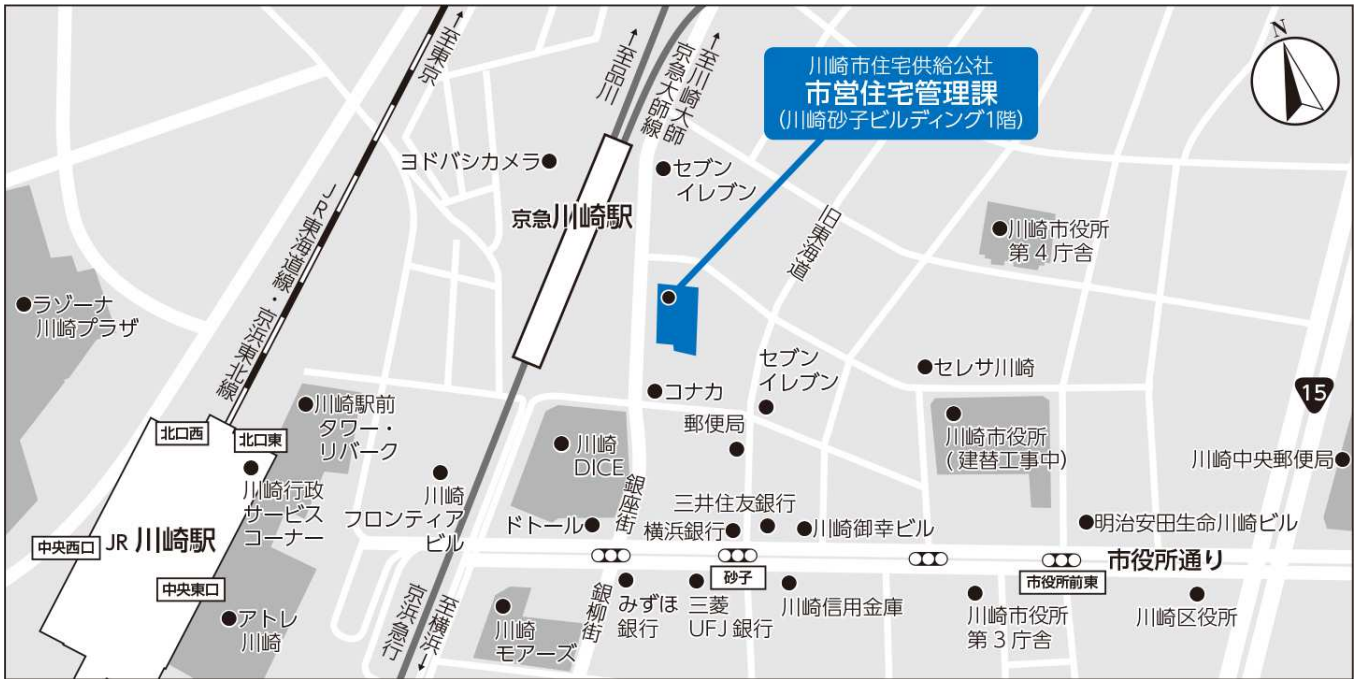 N
←至東京
←至品川
←至川崎大師
京急大師線
川崎市住宅供給公社
市営住宅管理課
(川崎砂子ビルディング1階)
ヨドバシカメラ
セブン
イレブン
京急川崎駅
旧東海道
川崎市役所
第4庁舎
JR東海道線・京浜東北線
ラゾーナ
川崎プラザ
セブン
イレブン
セレサ川崎
コナカ
15
川崎駅前
タワー・
リバーク
郵便局
北口西
北口東
川崎
DICE
川崎市役所
(建替工事中)
川崎中央郵便局
川崎行政
サービス
コーナー
川崎
フロンティア
ビル
銀座街
三井住友銀行
ドトール
横浜銀行
川崎御幸ビル
明治安田生命川崎ビル
中央西口
JR 川崎駅
市役所通り
砂子
市役所前東
中央東口
アトレ
川崎
京浜急行
至横浜→
川崎
モアーズ
銀柳街
みずほ
銀行
三菱
UFJ銀行
川崎信用金庫
川崎市役所
第3庁舎
川崎区役所